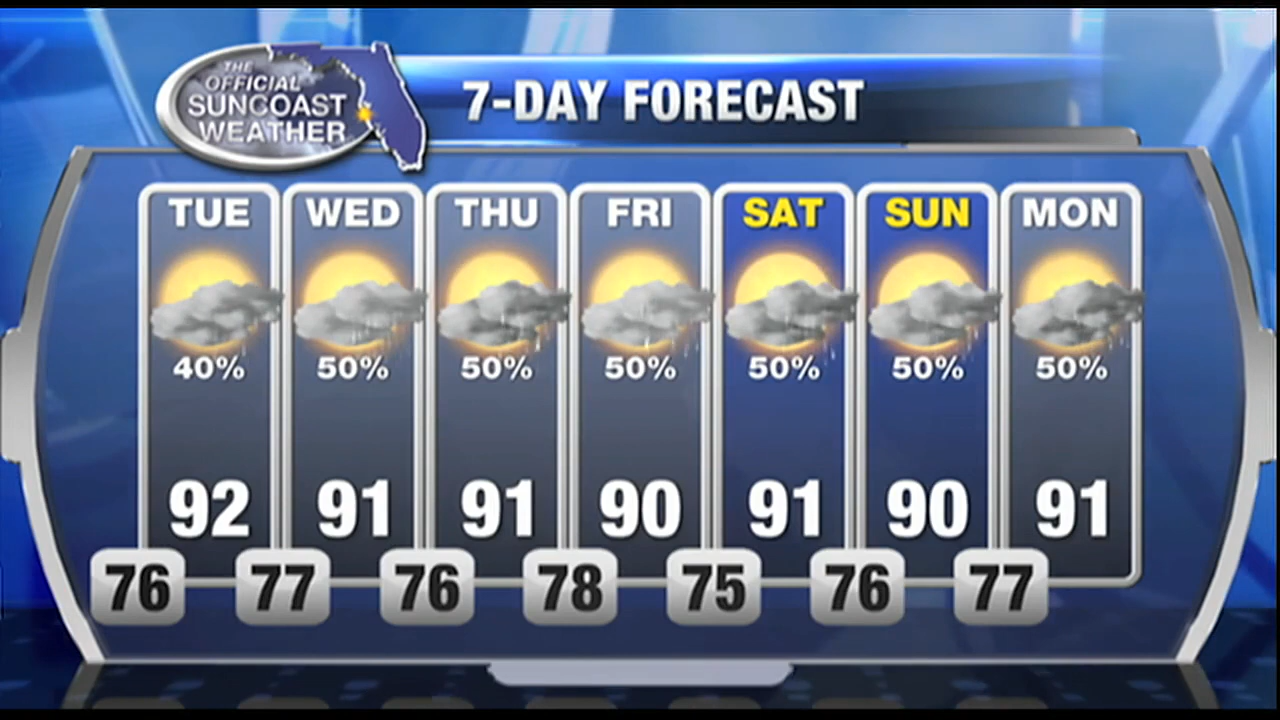 THE
OFFICIAL
SUNCOAST
WEATHER
7-DAY FORECAST
TUE WED THU FRI SAT SUN MON
40% 50% 50% 50% 50% 50% 50%
92 91 91 90 91 90 91
76 77 76 78 75 76 77